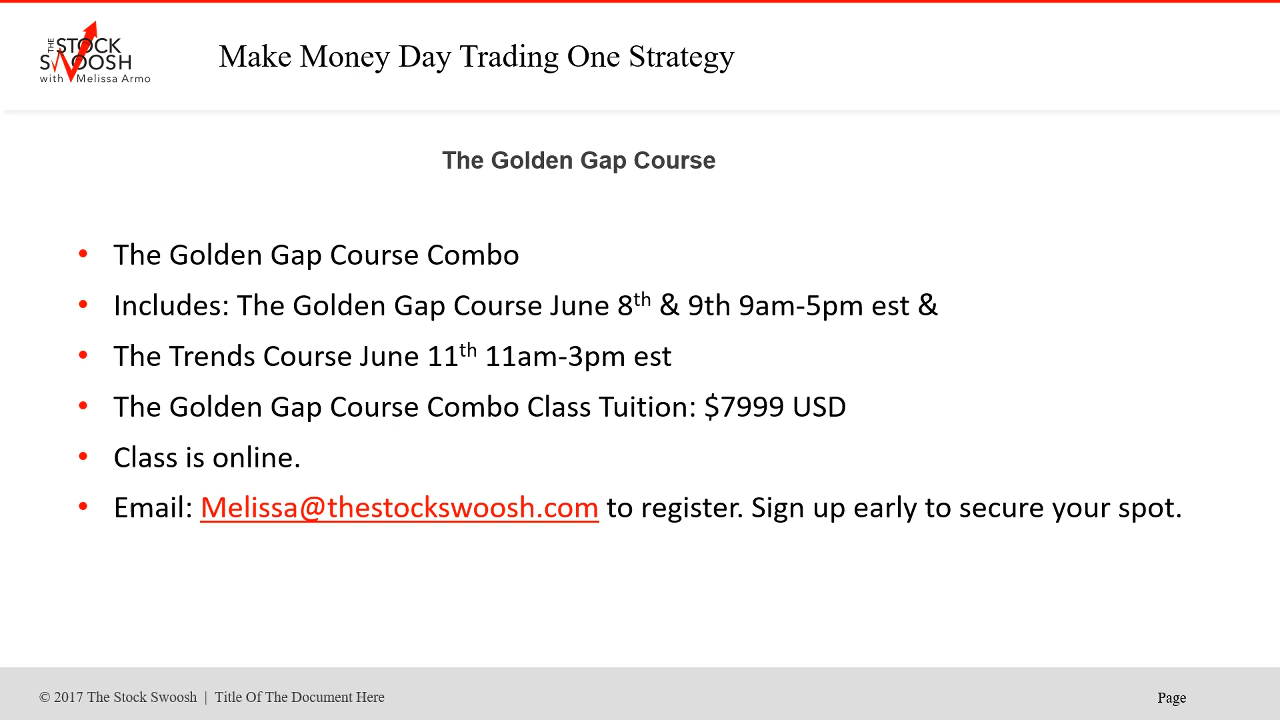 THE
STOCK
SWOOSH
with Melissa Armo
Make Money Day Trading One Strategy
The Golden Gap Course
• The Golden Gap Course Combo
• Includes: The Golden Gap Course June 8th & 9th 9am-5pm est &
• The Trends Course June 11th 11am-3pm est
• The Golden Gap Course Combo Class Tuition: $7999 USD
• Class is online.
• Email: Melissa@thestockswoosh.com to register. Sign up early to secure your spot.
© 2017 The Stock Swoosh | Title Of The Document Here
Page